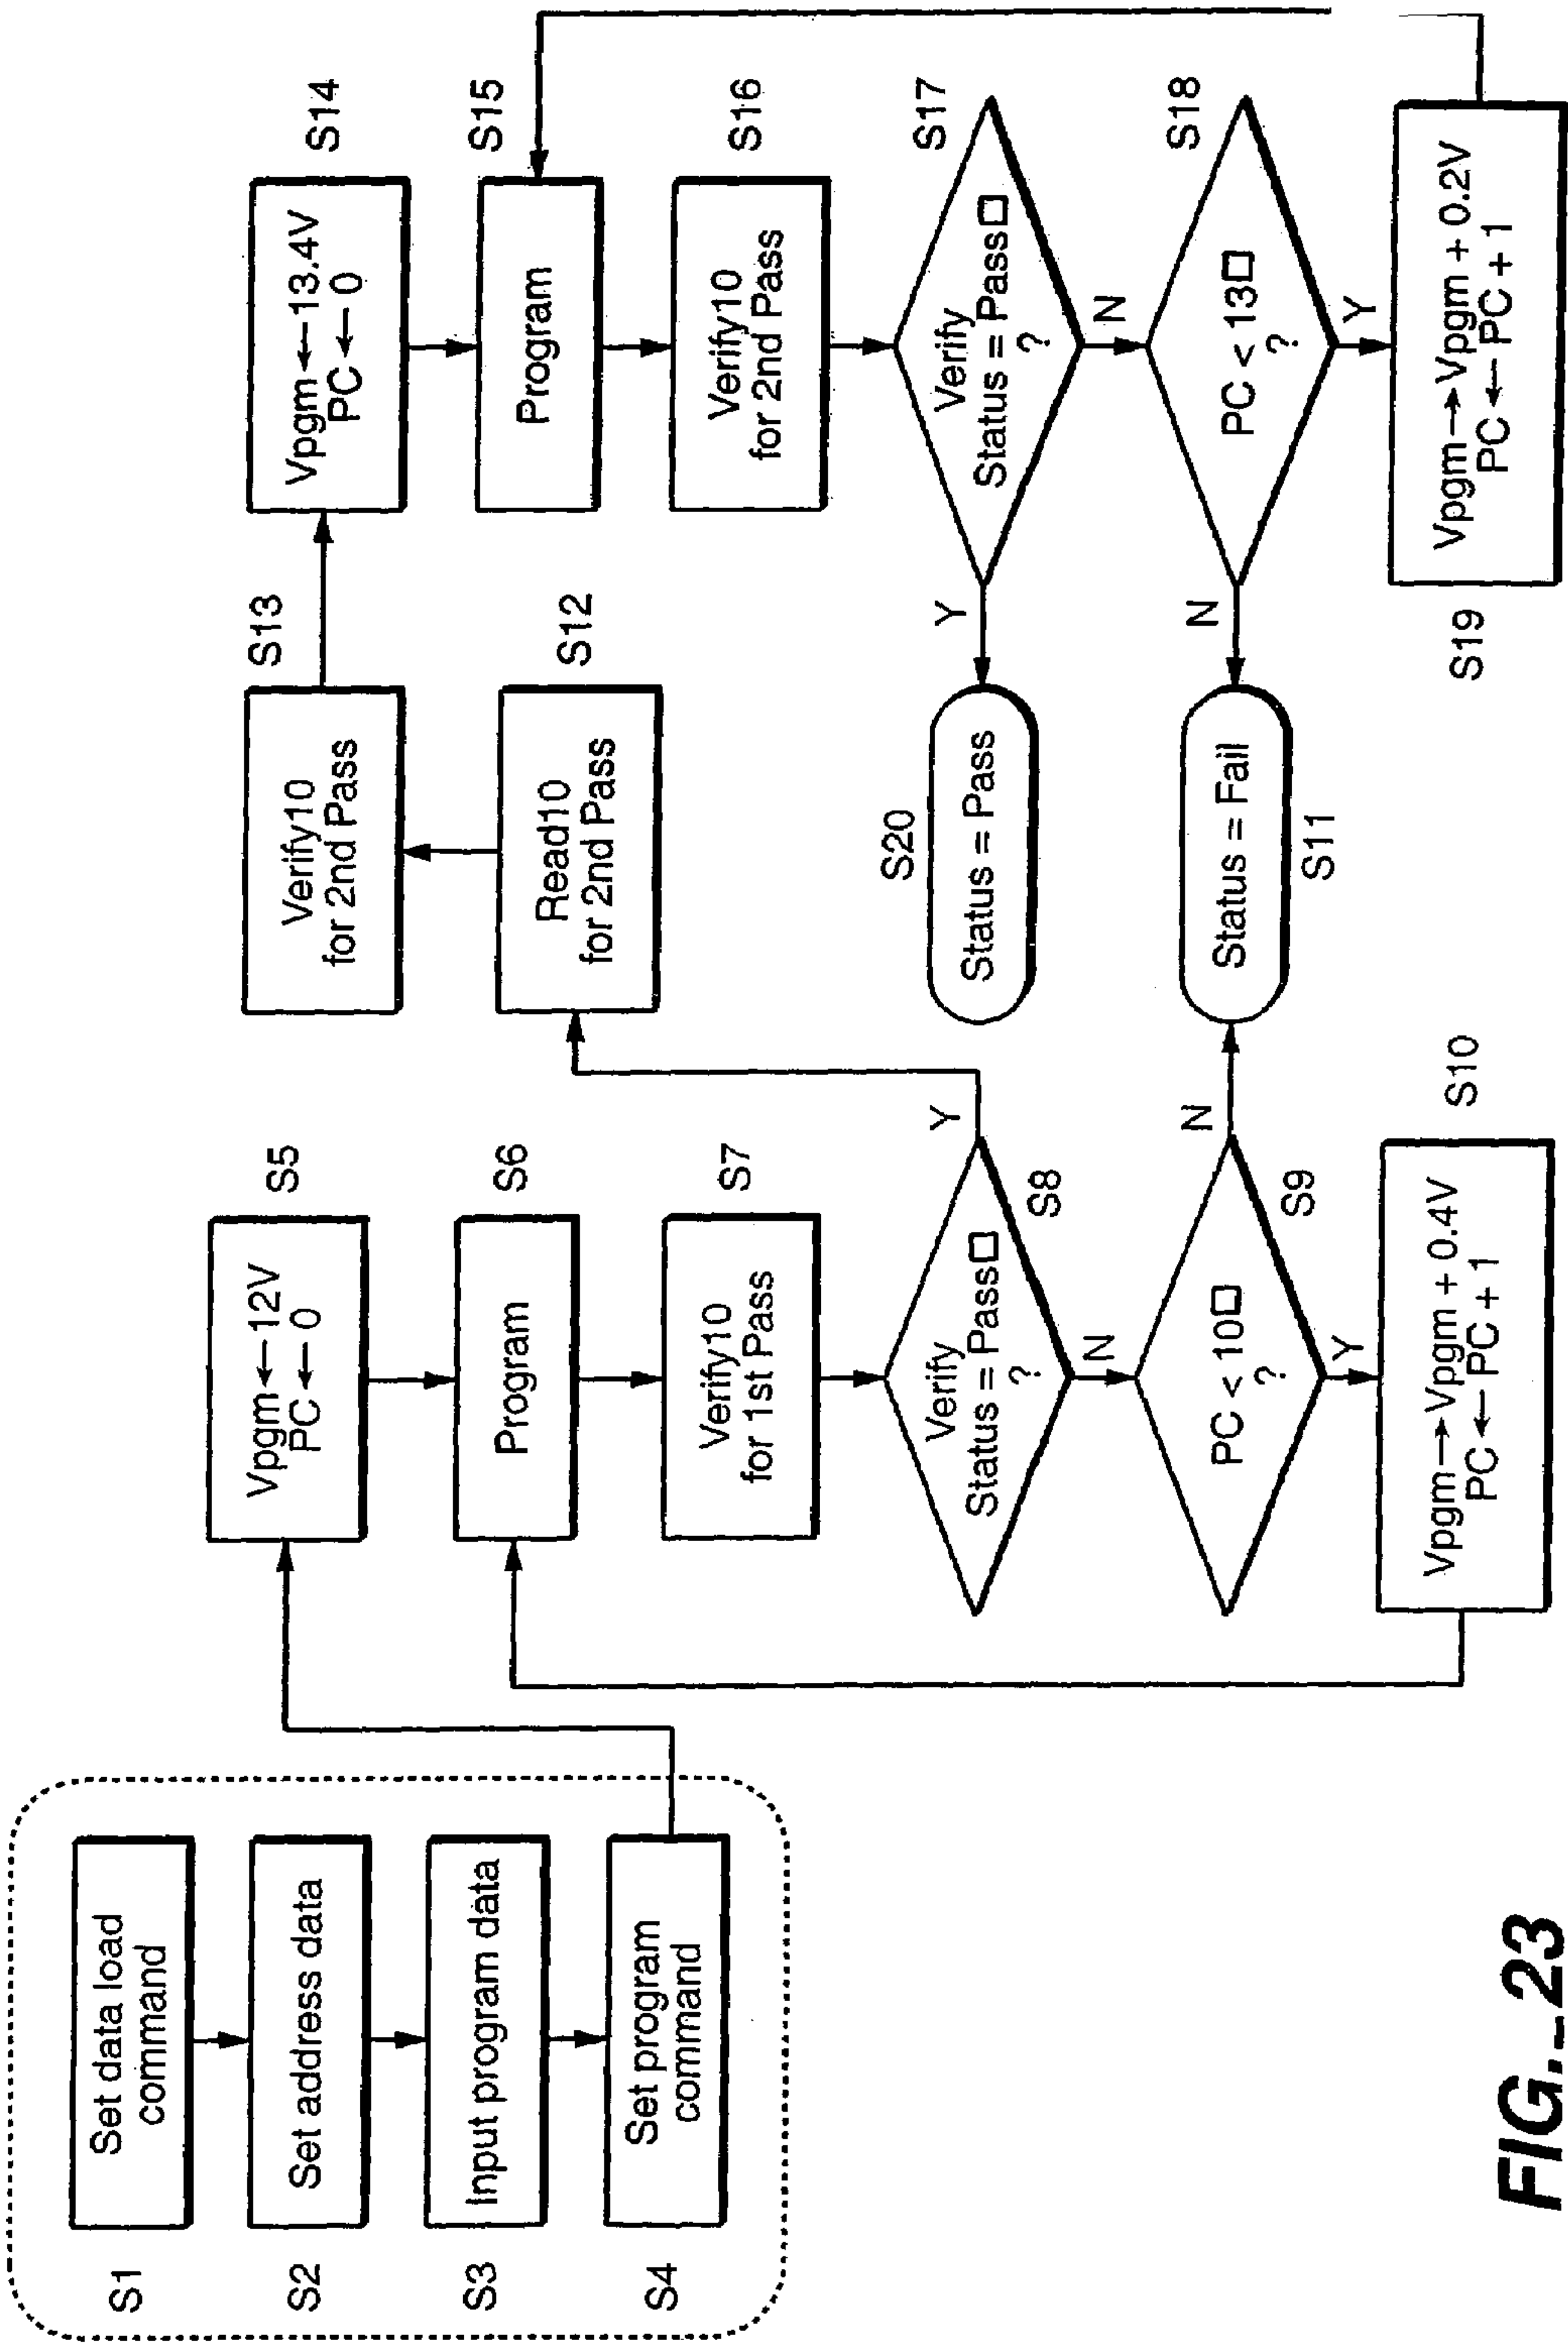 S1
Set data load
command
S2
Set address data
S3
Input program data
S4
Set program
command
S5
Vpgm ← 12V
PC ← 0
S6
Program
S7
Verify10
for 1st Pass
Verify
Status = Pass□
?
S8
Y
N
PC < 10□
?
S9
N
Y
Vpgm → Vpgm + 0.4V
PC ← PC + 1
S10
S13
Verify10
for 2nd Pass
S12
Read10
for 2nd Pass
S20
Status = Pass
Status = Fail
S11
S14
Vpgm ← 13.4V
PC ← 0
S15
Program
S16
Verify10
for 2nd Pass
S17
Verify
Status = Pass□
?
Y
N
S18
PC < 13□
?
N
Y
Vpgm → Vpgm + 0.2V
PC ← PC + 1
S19
FIG._23